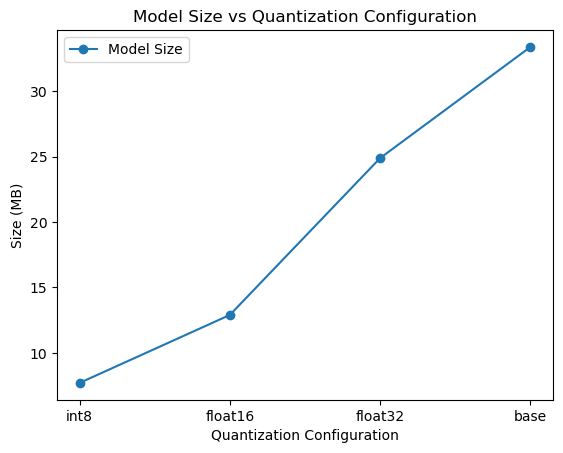 Model Size vs Quantization Configuration
Model Size
Size (MB)
30
25
20
15
10
int8
float16
float32
base
Quantization Configuration